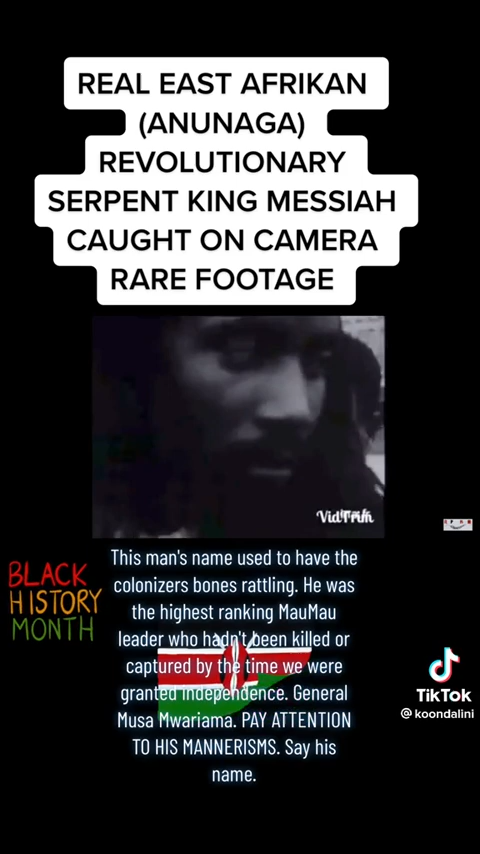 REAL EAST AFRIKAN
(ANUNAGA)
REVOLUTIONARY
SERPENT KING MESSIAH
CAUGHT ON CAMERA
RARE FOOTAGE
VidTrim
BLACK
HISTORY
MONTH
This man's name used to have the
colonizers bones rattling. He was
the highest ranking MauMau
leader who hadn't been killed or
captured by the time we were
granted independence. General
Musa Mwariama. PAY ATTENTION
TO HIS MANNERISMS. Say his
name.
TikTok
@koondalini